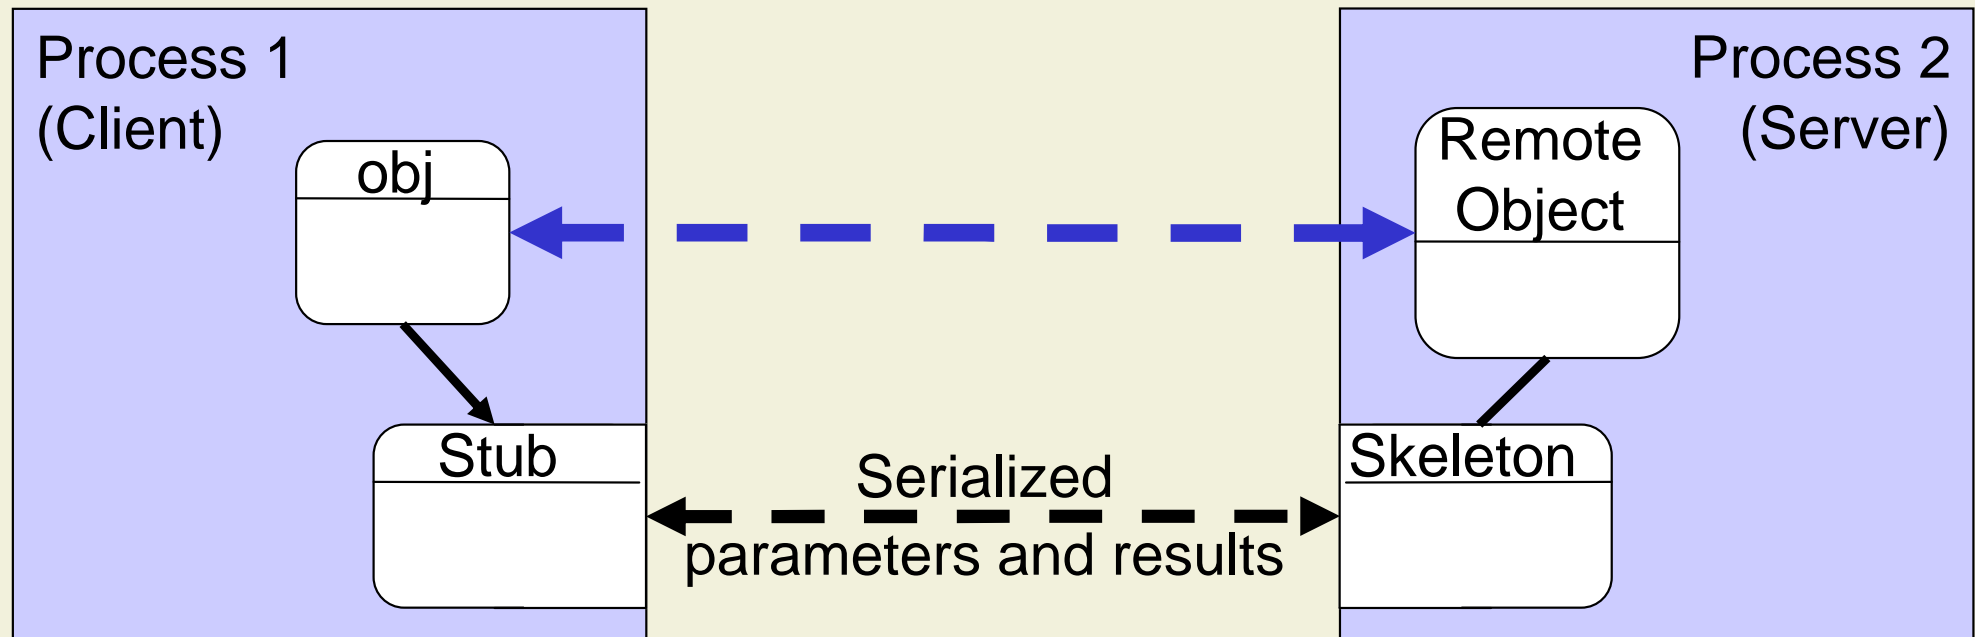 Process 1
(Client)
obj
Stub
Serialized
parameters and results
Process 2
(Server)
Remote
Object
Skeleton